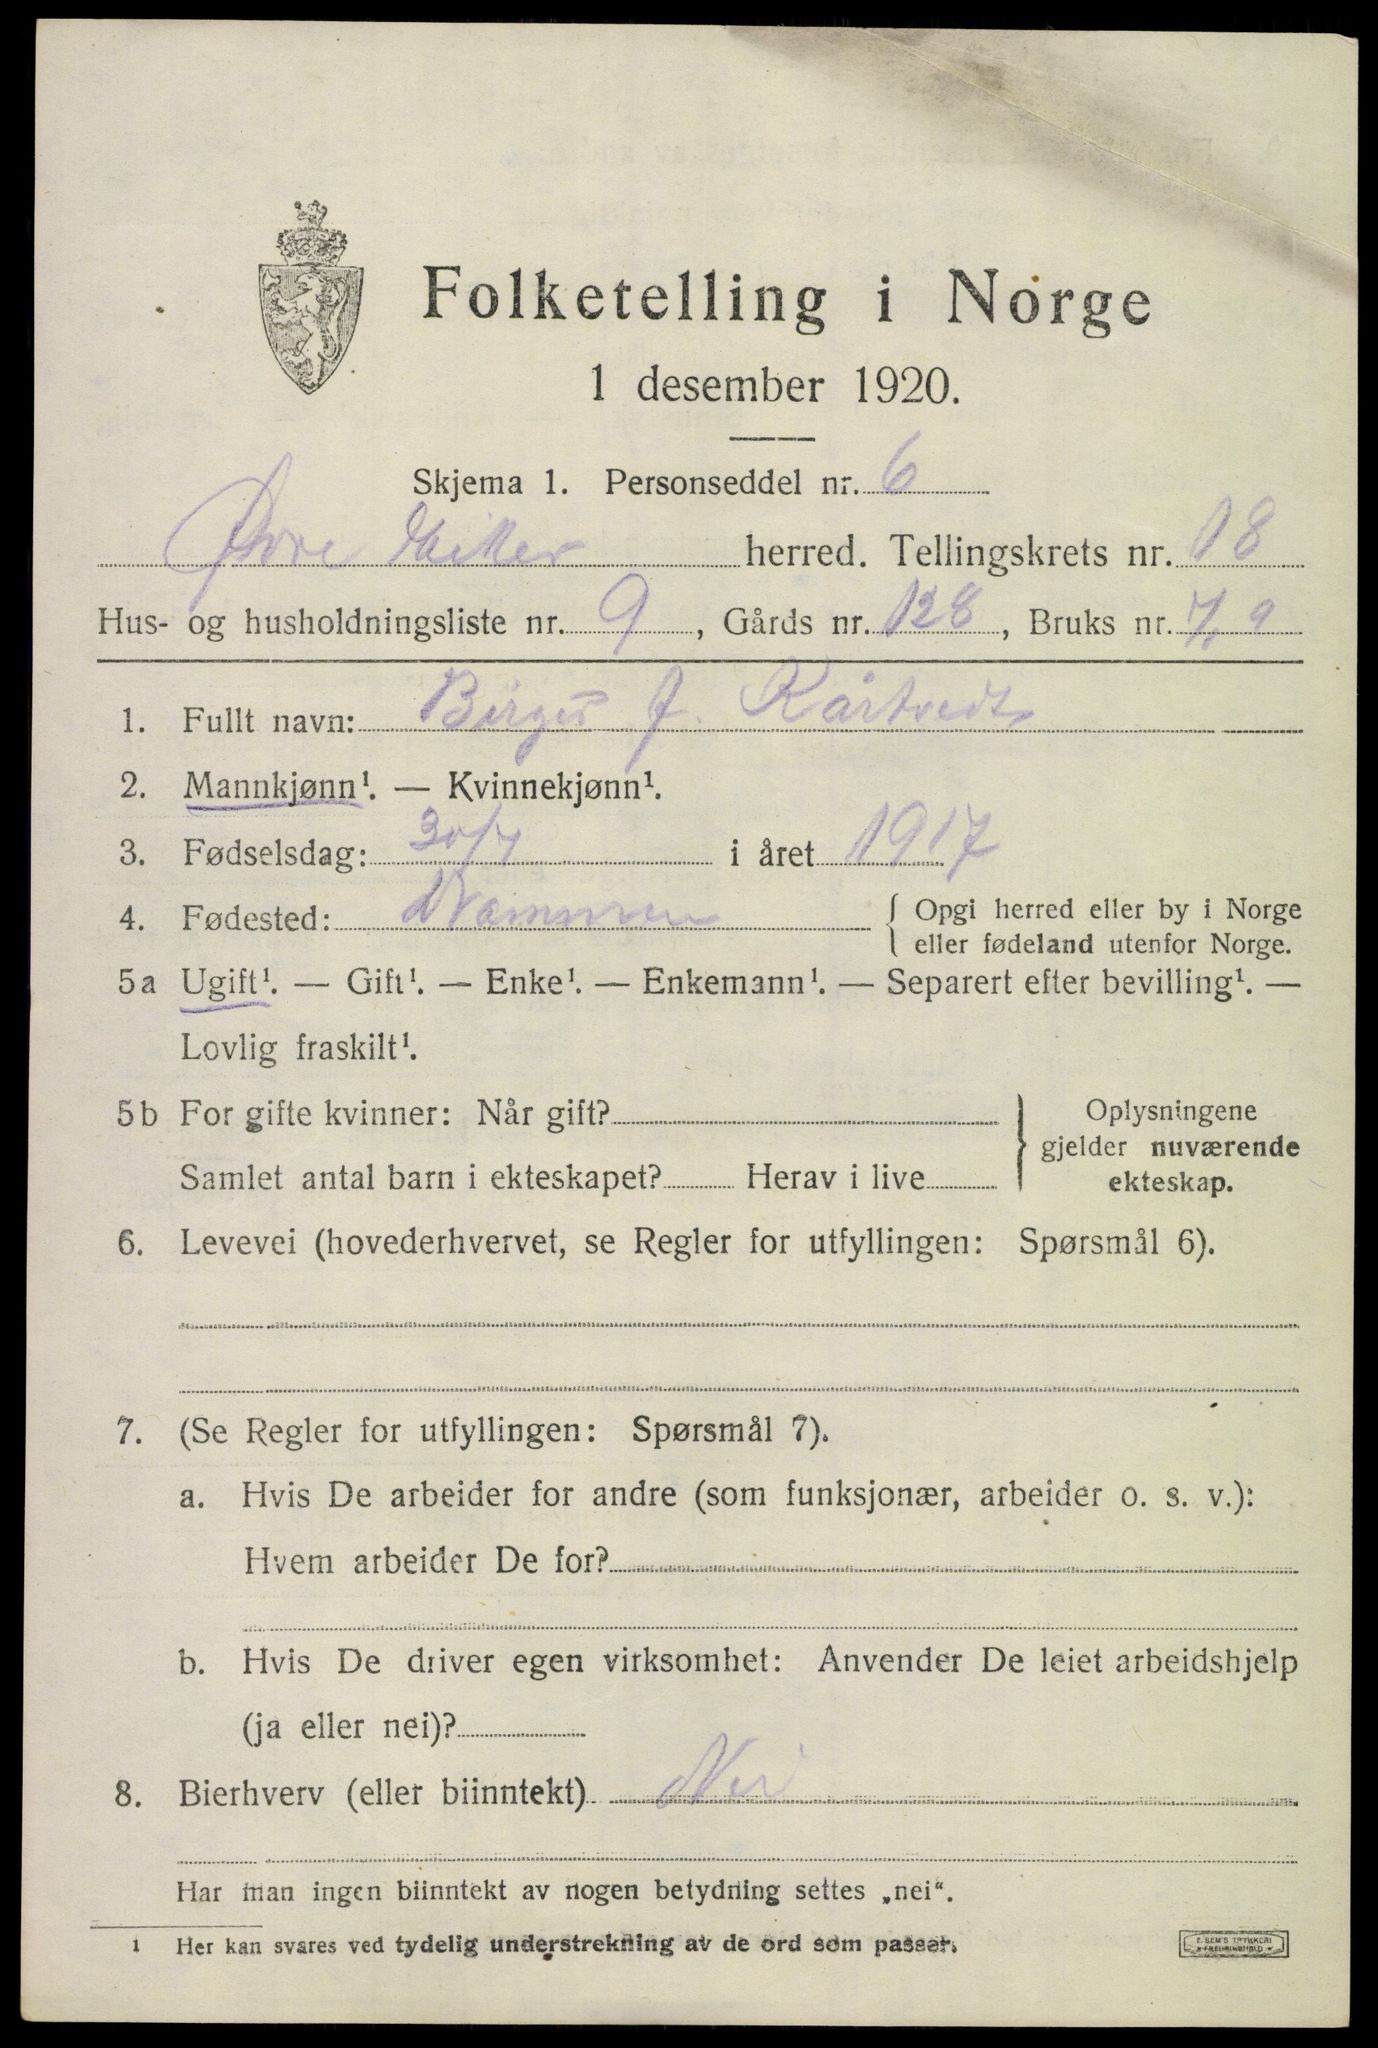 Folketelling i Norge
1 desember 1920.
Skjema 1. Personseddel nr. 6
Øvre Eiker herred. Tellingskrets nr. 18
Hus- og husholdningsliste nr. 9, Gårds nr. 128, Bruks nr. 7,9
1. Fullt navn: Birger J. Kårtvedt
2. Mannkjønn¹. — Kvinnekjønn¹.
3. Fødselsdag: 30/7 i året 1917
4. Fødested: Drammen { Opgi herred eller by i Norge
eller fødeland utenfor Norge.
5a Ugift¹. — Gift¹. — Enke¹. — Enkemann¹. — Separert efter bevilling¹. —
Lovlig fraskilt¹.
5b For gifte kvinner: Når gift?
Samlet antal barn i ekteskapet? Herav i live
Oplysningene
gjelder nuværende
ekteskap.
6. Levevei (hovederhvervet, se Regler for utfyllingen: Spørsmål 6).
7. (Se Regler for utfyllingen: Spørsmål 7).
a. Hvis De arbeider for andre (som funksjonær, arbeider o. s. v.):
Hvem arbeider De for?
b. Hvis De driver egen virksomhet: Anvender De leiet arbeidshjelp
(ja eller nei)?
8. Bierhverv (eller biinntekt) Nei
Har man ingen biinntekt av nogen betydning settes „nei“.
1 Her kan svares ved tydelig understrekning av de ord som passer.
E. SEM'S TRYKKERI
FREDRIKSHALD